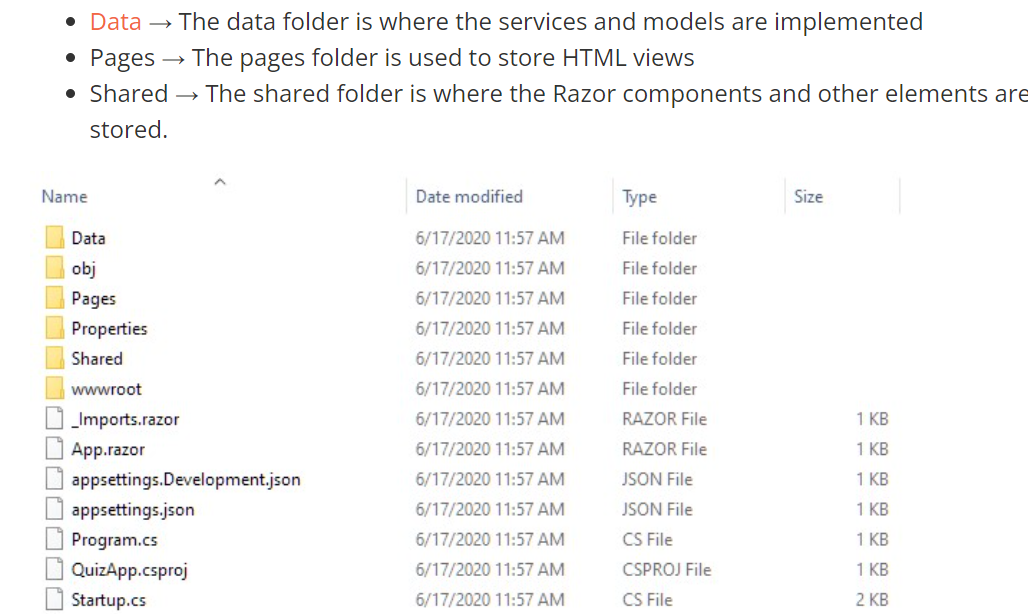 • Data → The data folder is where the services and models are implemented
• Pages → The pages folder is used to store HTML views
• Shared → The shared folder is where the Razor components and other elements are
stored.
Name Date modified Type Size
Data 6/17/2020 11:57 AM File folder
obj 6/17/2020 11:57 AM File folder
Pages 6/17/2020 11:57 AM File folder
Properties 6/17/2020 11:57 AM File folder
Shared 6/17/2020 11:57 AM File folder
wwwroot 6/17/2020 11:57 AM File folder
_Imports.razor 6/17/2020 11:57 AM RAZOR File 1 KB
App.razor 6/17/2020 11:57 AM RAZOR File 1 KB
appsettings.Development.json 6/17/2020 11:57 AM JSON File 1 KB
appsettings.json 6/17/2020 11:57 AM JSON File 1 KB
Program.cs 6/17/2020 11:57 AM CS File 1 KB
QuizApp.csproj 6/17/2020 11:57 AM CSPROJ File 1 KB
Startup.cs 6/17/2020 11:57 AM CS File 2 KB